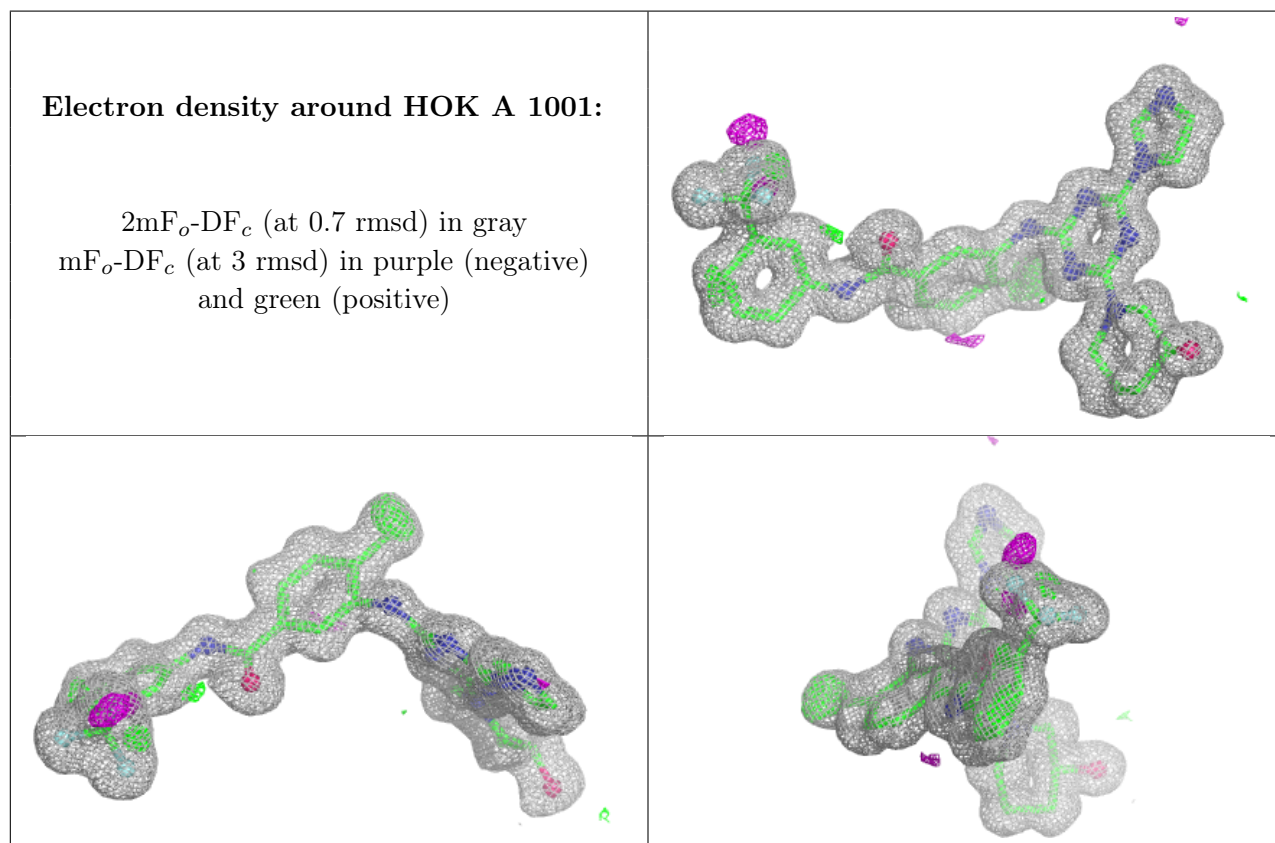 Electron density around HOK A 1001:
2mFo-DFc (at 0.7 rmsd) in gray
mFo-DFc (at 3 rmsd) in purple (negative)
and green (positive)